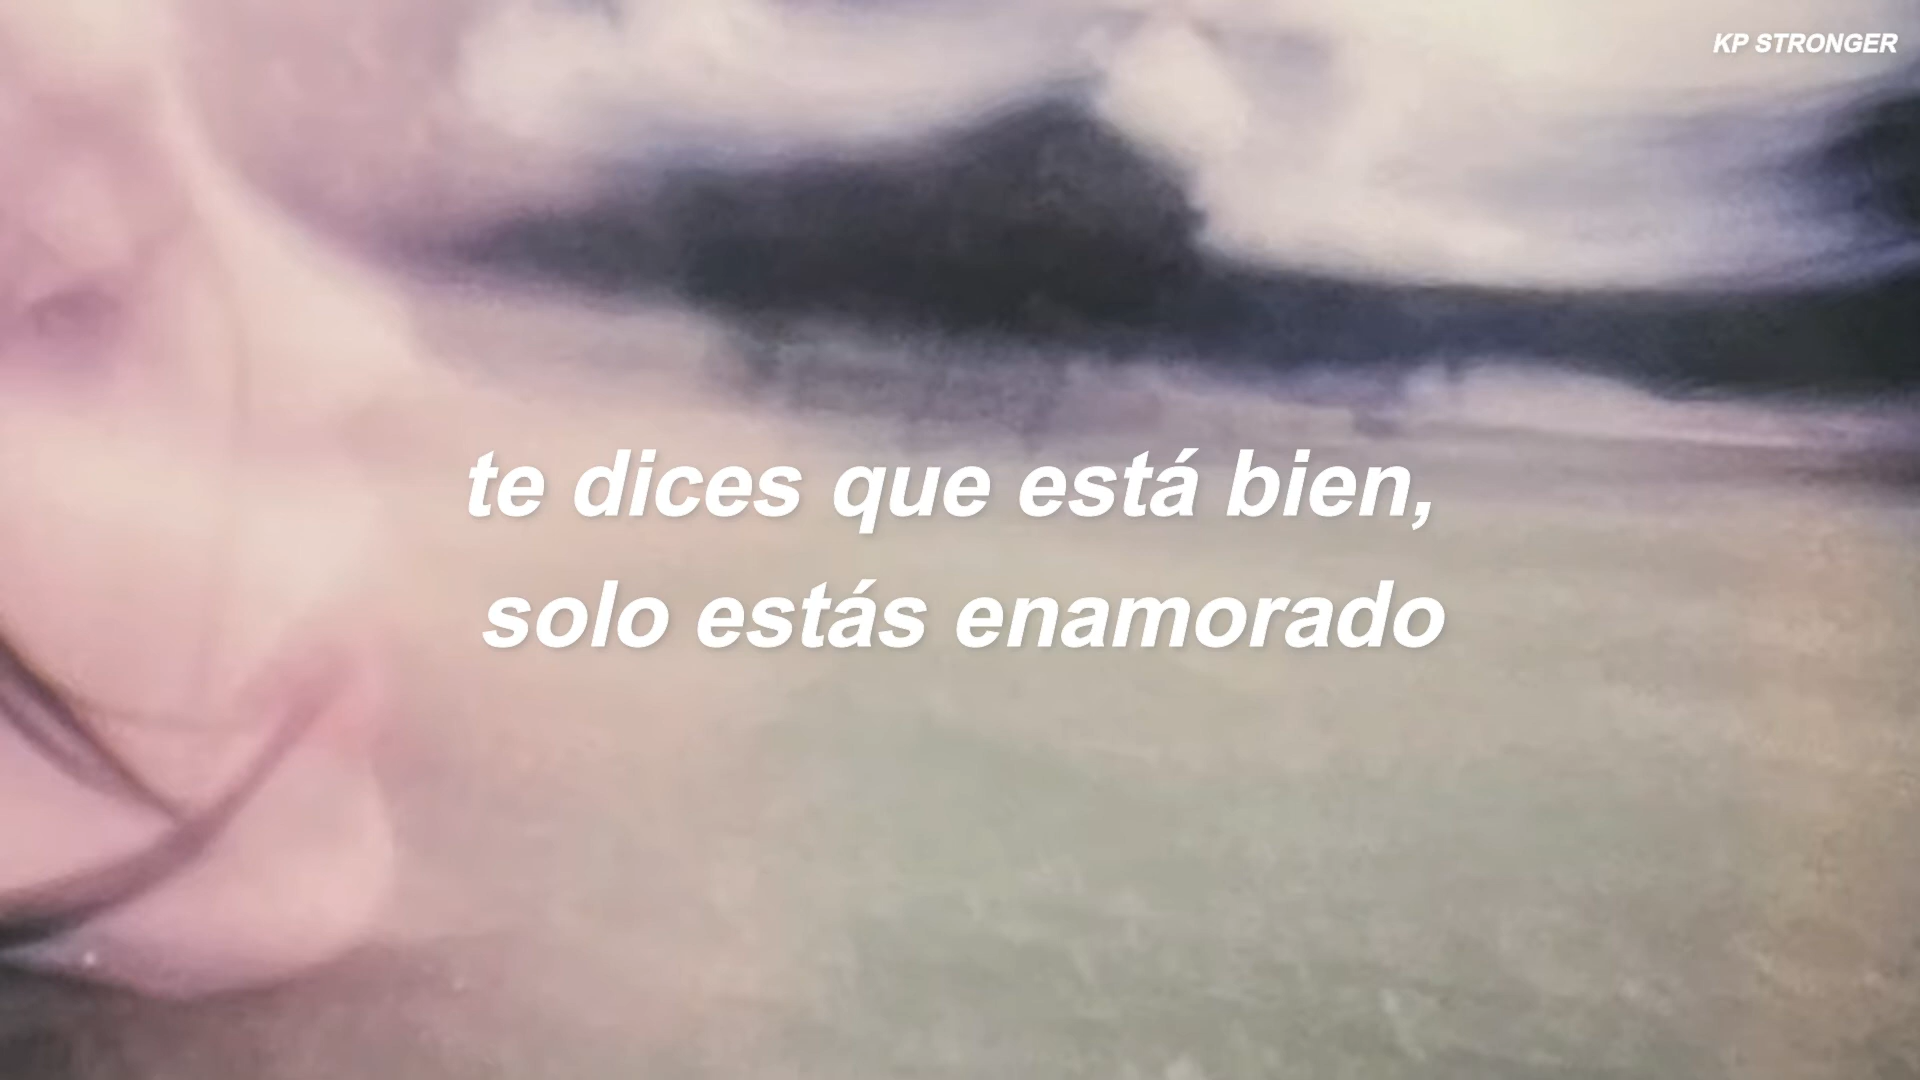 KP STRONGER
te dices que está bien,
solo estás enamorado